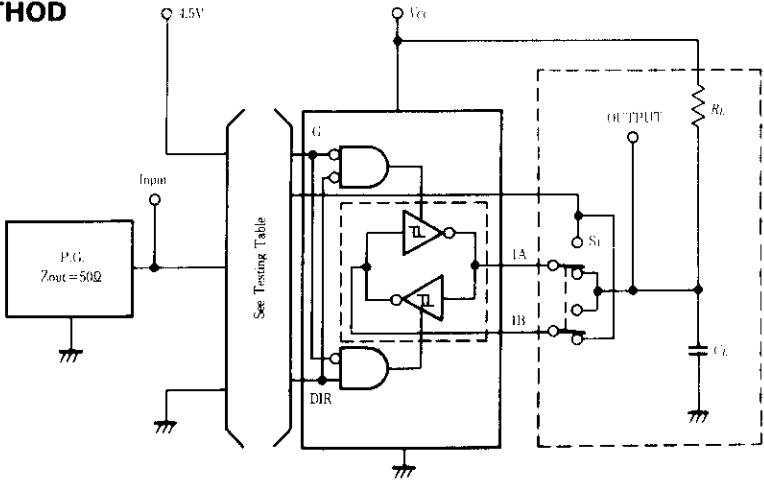 THOD
4.5V
Vcc
G
RL
OUTPUT
Input
P.G.
Zout=50Ω
See Testing Table
S1
1A
1B
CL
DIR